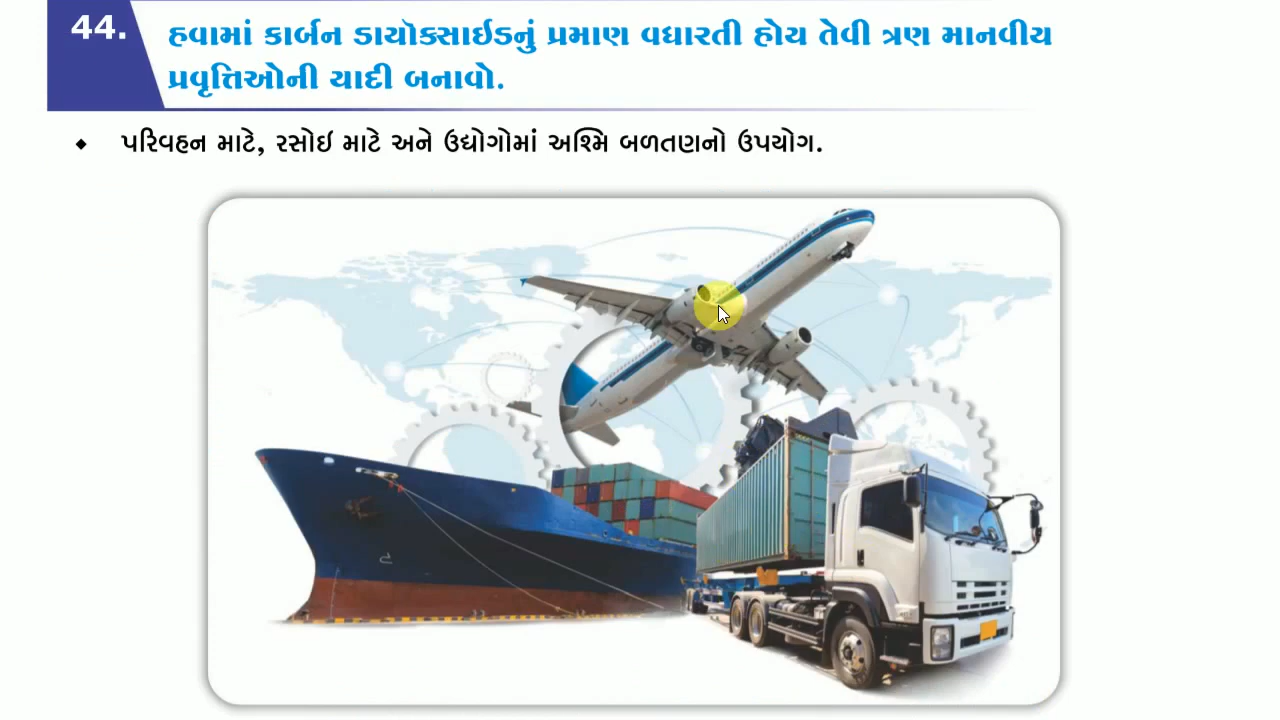 44.
હવામાં કાર્બન ડાયૉક્સાઇડનું પ્રમાણ વધારતી હોય તેવી ત્રણ માનવીય
પ્રવૃત્તિઓની યાદી બનાવો.
પરિવહન માટે, રસોઇ માટે અને ઉદ્યોગોમાં અશ્મિ બળતણનો ઉપયોગ.